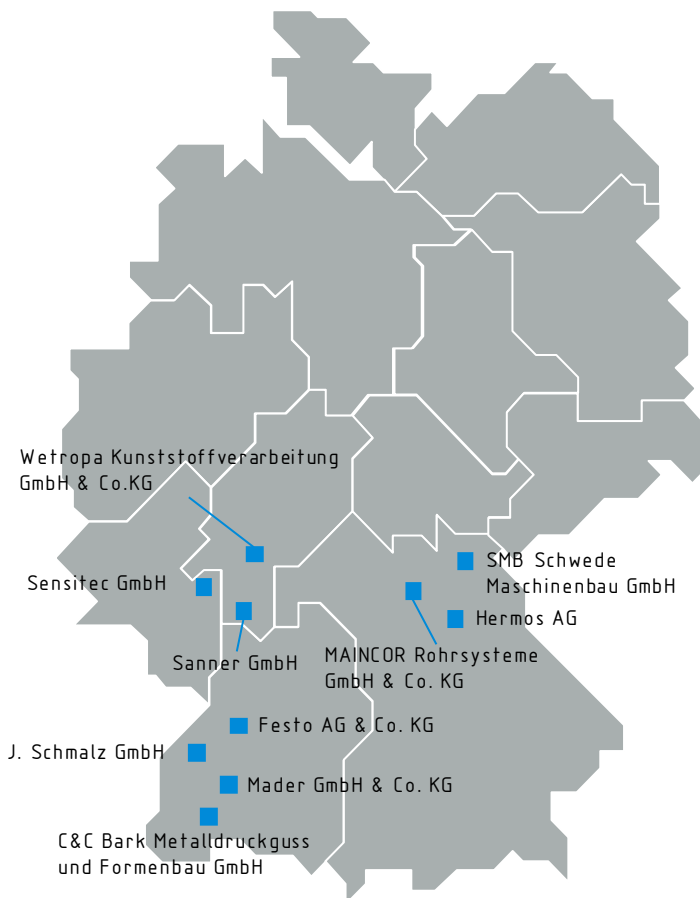 Wetropa Kunststoffverarbeitung
GmbH & Co.KG
SMB Schwede
Maschinenbau GmbH
Sensitec GmbH
Hermos AG
Sanner GmbH
MAINCOR Rohrsysteme
GmbH & Co. KG
Festo AG & Co. KG
J. Schmalz GmbH
Mader GmbH & Co. KG
C&C Bark Metalldruckguss
und Formenbau GmbH